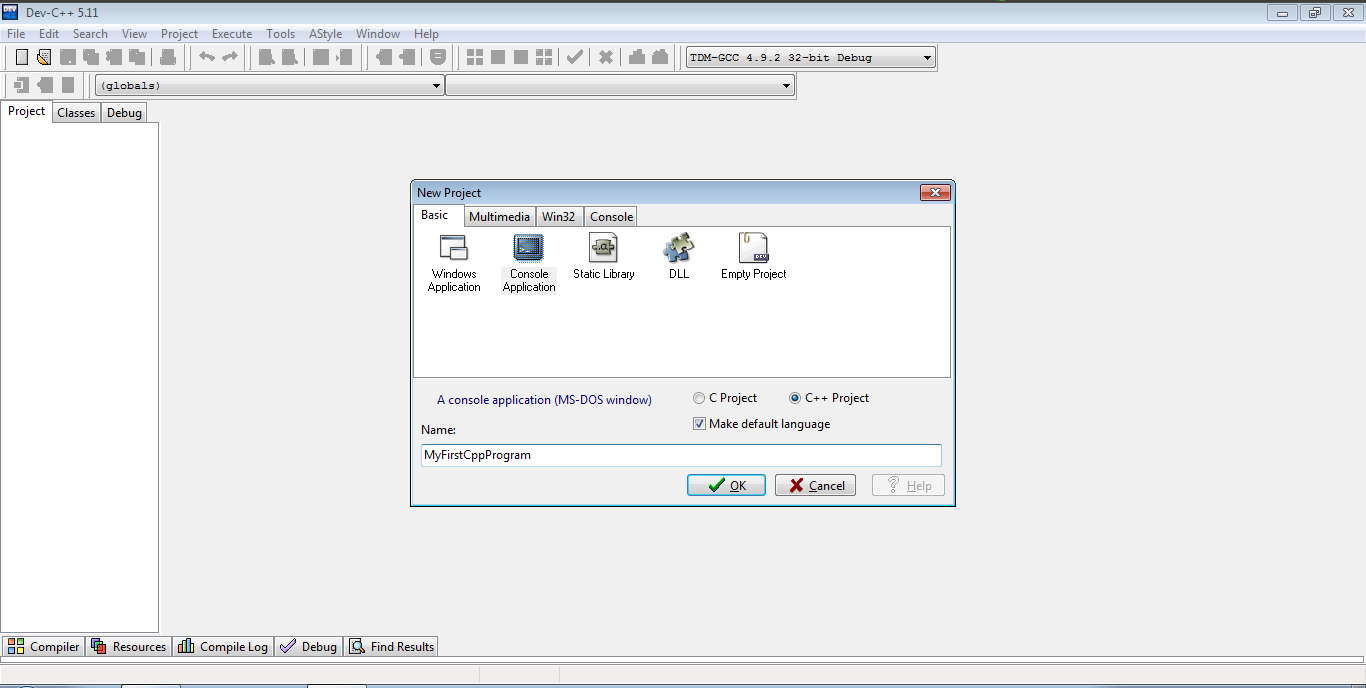 Dev-C++ 5.11
File Edit Search View Project Execute Tools AStyle Window Help
TDM-GCC 4.9.2 32-bit Debug
(globals)
Project Classes Debug
New Project
Basic Multimedia Win32 Console
Windows Application
Console Application
Static Library
DLL
Empty Project
A console application (MS-DOS window)
C Project C++ Project
Make default language
Name:
MyFirstCppProgram
OK Cancel Help
Compiler Resources Compile Log Debug Find Results